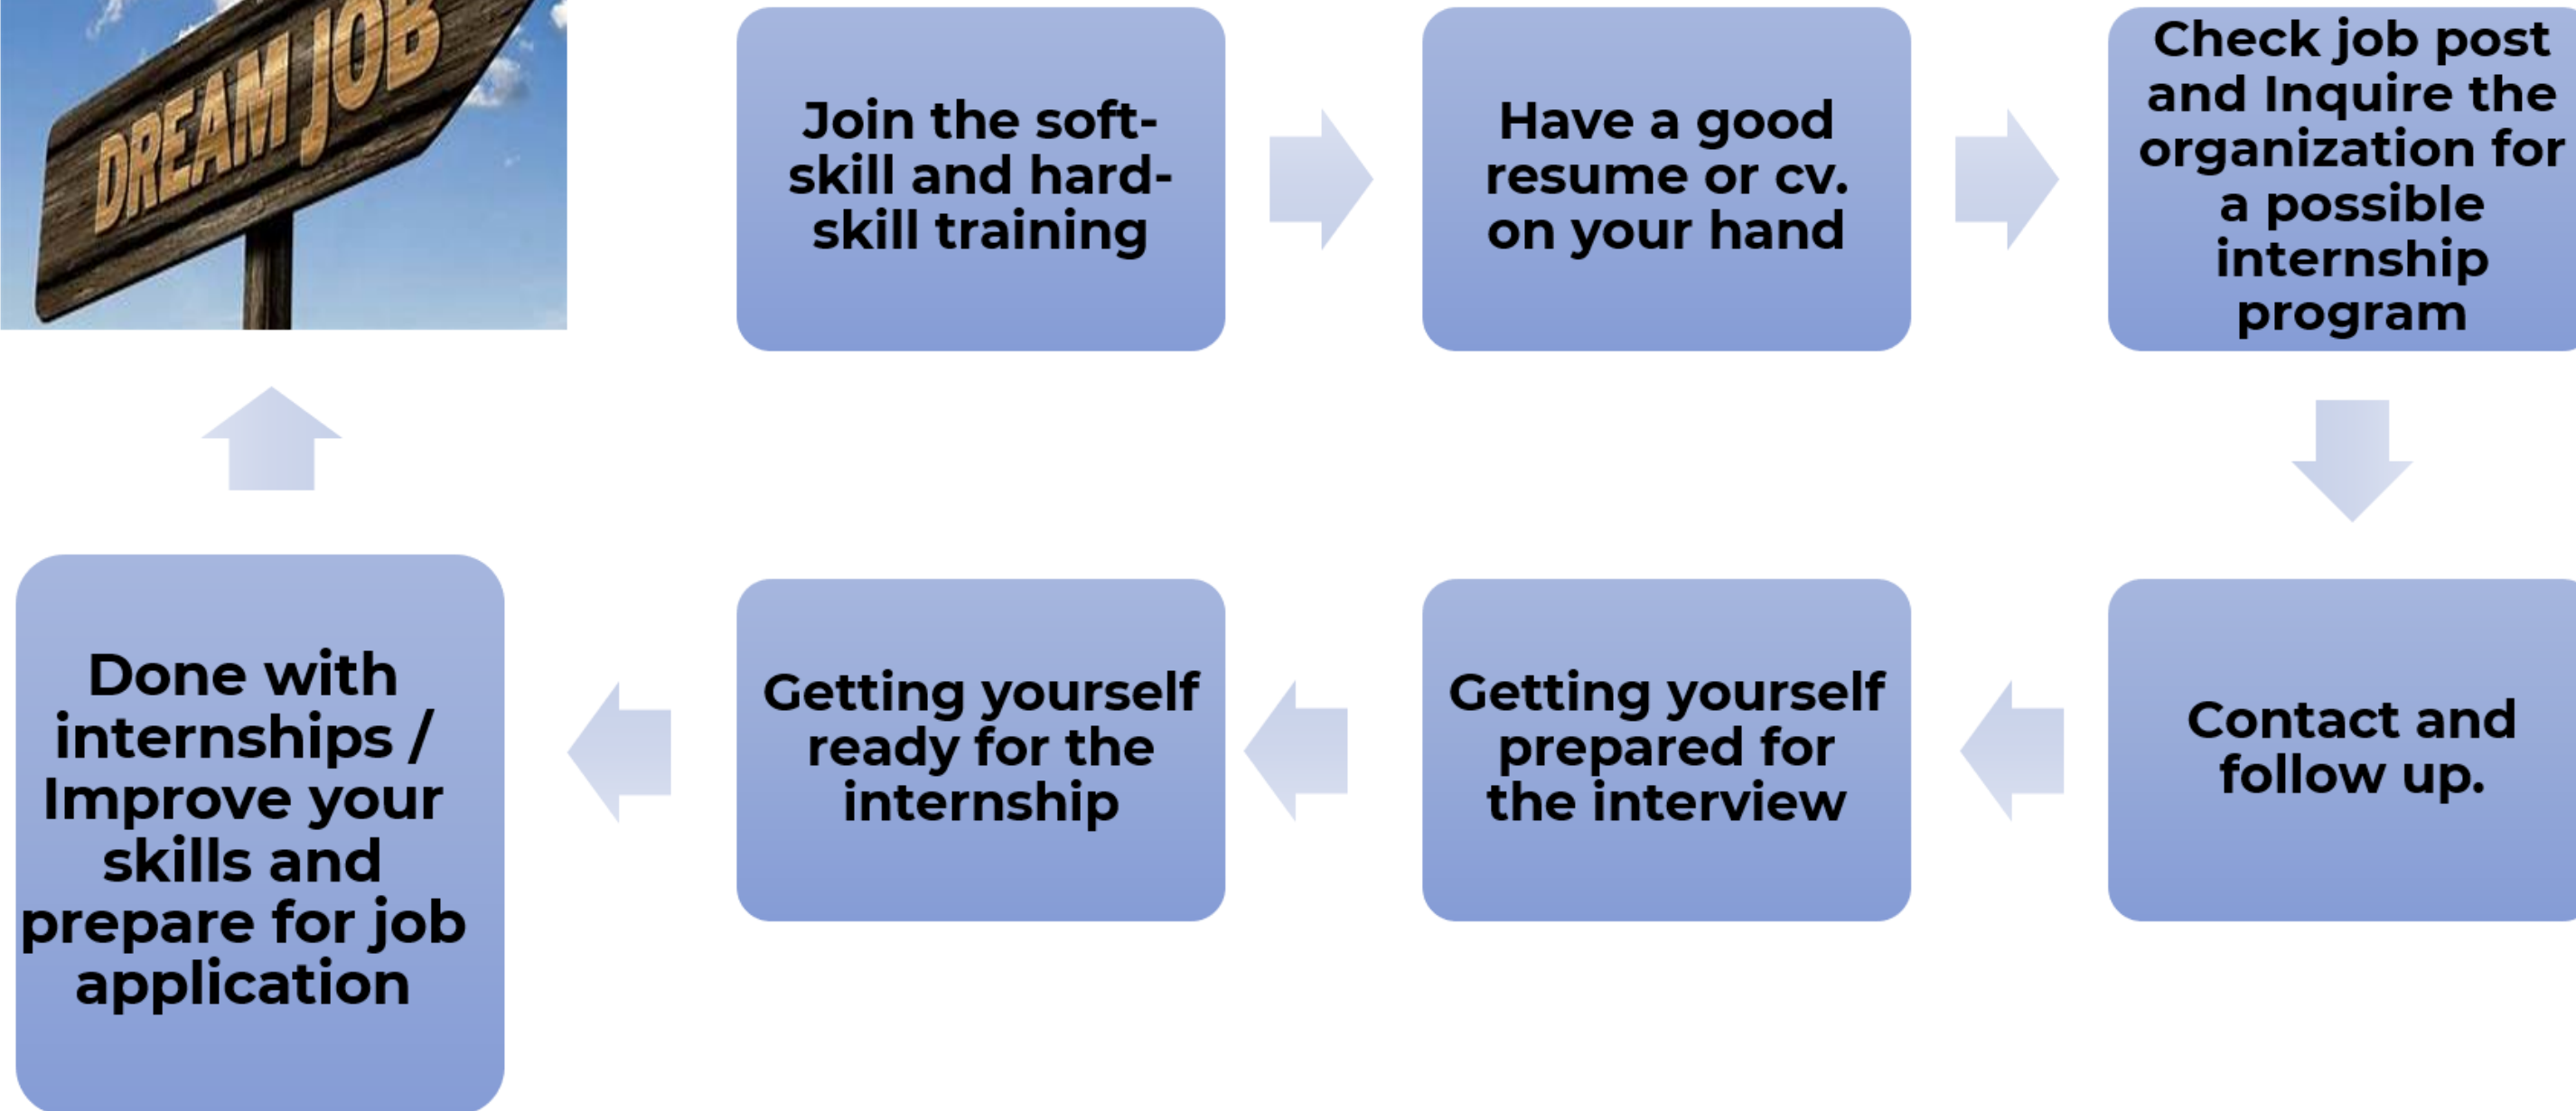 DREAM JOB
Join the soft-
skill and hard-
skill training
Have a good
resume or cv.
on your hand
Check job post
and Inquire the
organization for
a possible
internship
program
Contact and
follow up.
Getting yourself
prepared for
the interview
Getting yourself
ready for the
internship
Done with
internships /
Improve your
skills and
prepare for job
application